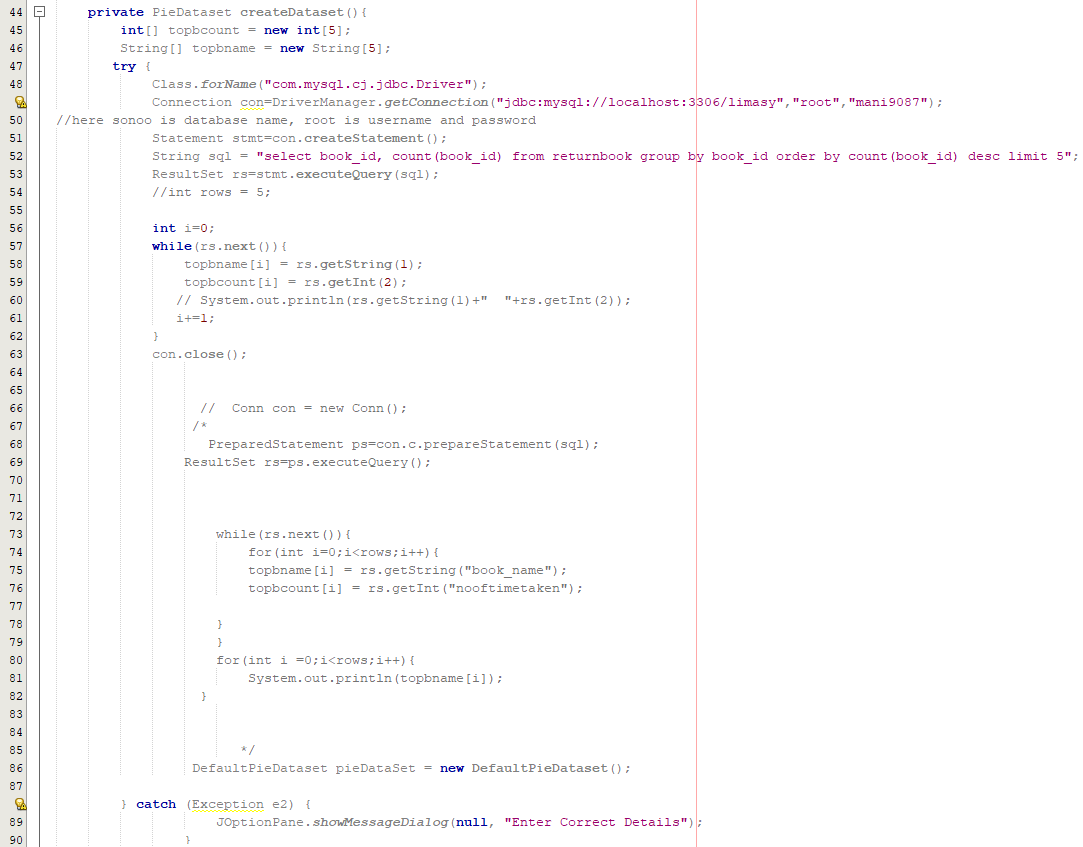 44 private PieDataset createDataset(){
45 int[] topbcount = new int[5];
46 String[] topbname = new String[5];
47 try {
48 Class.forName("com.mysql.cj.jdbc.Driver");
Connection con=DriverManager.getConnection("jdbc:mysql://localhost:3306/limasy","root","mani9087");
50 //here sonoo is database name, root is username and password
51 Statement stmt=con.createStatement();
52 String sql = "select book_id, count(book_id) from returnbook group by book_id order by count(book_id) desc limit 5";
53 ResultSet rs=stmt.executeQuery(sql);
54 //int rows = 5;
55
56 int i=0;
57 while(rs.next()){
58 topbname[i] = rs.getString(1);
59 topbcount[i] = rs.getInt(2);
60 // System.out.println(rs.getString(1)+"  "+rs.getInt(2));
61 i+=1;
62 }
63 con.close();
64
65
66 //  Conn con = new Conn();
67 /*
68 PreparedStatement ps=con.c.prepareStatement(sql);
69 ResultSet rs=ps.executeQuery();
70
71
72
73 while(rs.next()){
74 for(int i=0;i<rows;i++){
75 topbname[i] = rs.getString("book_name");
76 topbcount[i] = rs.getInt("nooftimetaken");
77
78 }
79 }
80 for(int i =0;i<rows;i++){
81 System.out.println(topbname[i]);
82 }
83
84
85 */
86 DefaultPieDataset pieDataSet = new DefaultPieDataset();
87
} catch (Exception e2) {
89 JOptionPane.showMessageDialog(null, "Enter Correct Details");
90 }